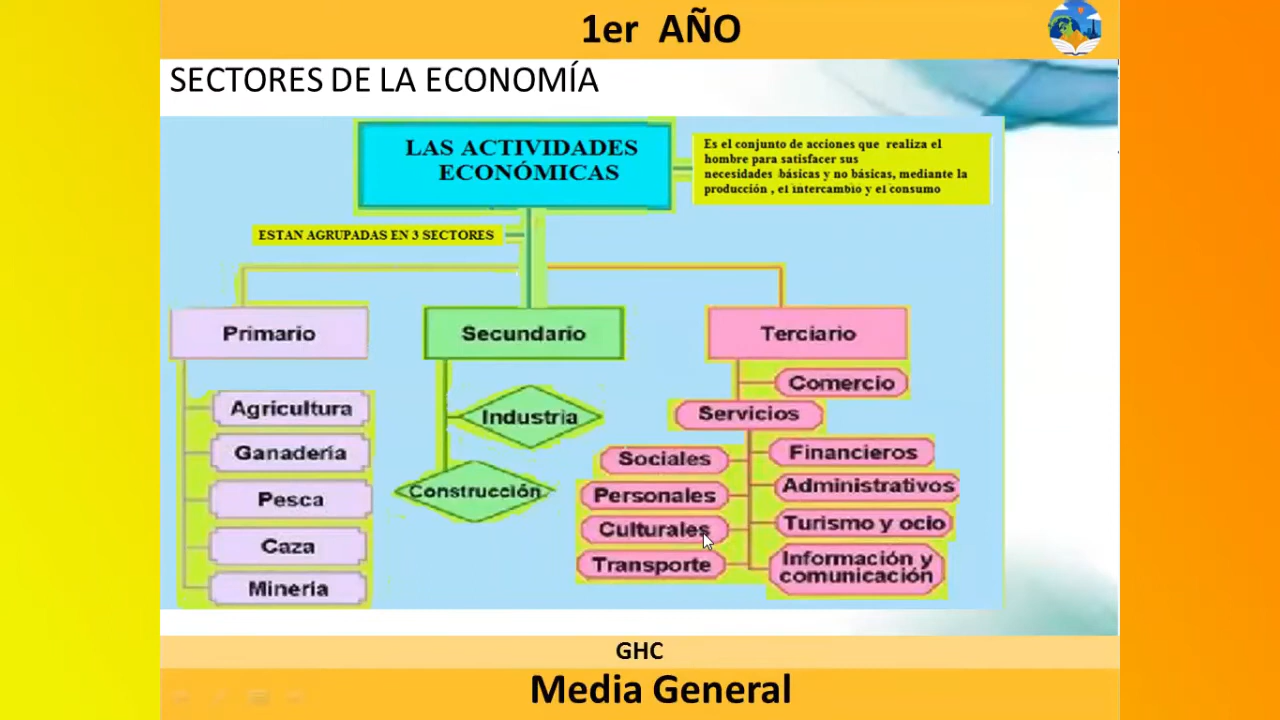 1er AÑO
SECTORES DE LA ECONOMÍA
LAS ACTIVIDADES
ECONÓMICAS
Es el conjunto de acciones que realiza el
hombre para satisfacer sus
necesidades básicas y no básicas, mediante la
producción , el intercambio y el consumo
ESTAN AGRUPADAS EN 3 SECTORES
Primario
Agricultura
Ganadería
Pesca
Caza
Minería
Secundario
Industria
Construcción
Terciario
Comercio
Servicios
Sociales
Personales
Culturales
Transporte
Financieros
Administrativos
Turismo y ocio
Información y
comunicación
GHC
Media General